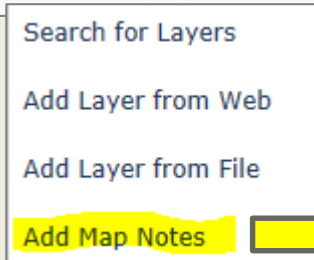 Search for Layers
Add Layer from Web
Add Layer from File
Add Map Notes